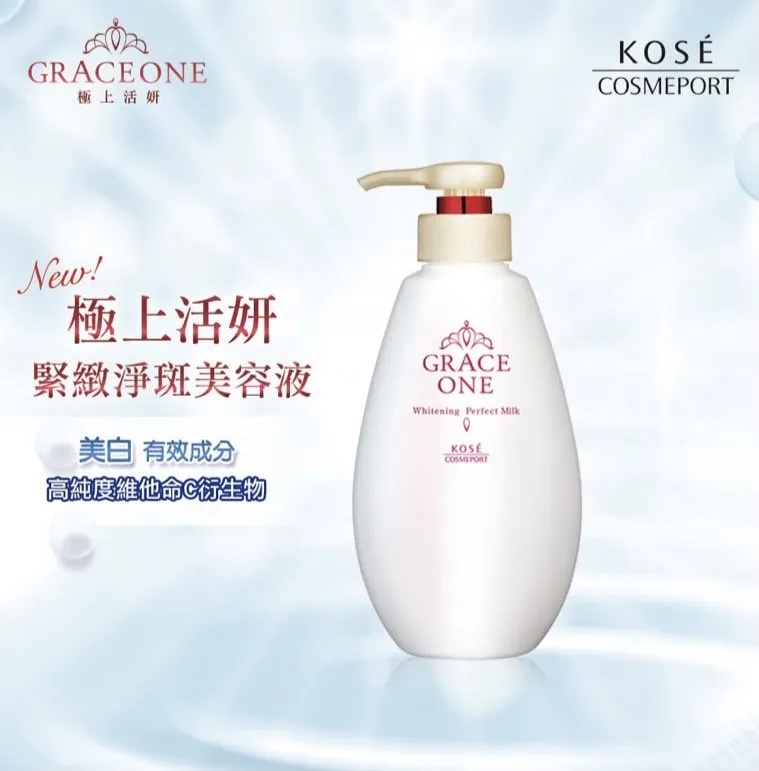 GRACEONE
極上活妍
KOSÉ
COSMEPORT
New!
極上活妍
緊緻淨斑美容液
美白 有效成分
高純度維他命C衍生物
GRACE
ONE
Whitening Perfect Milk
KOSÉ
COSMEPORT